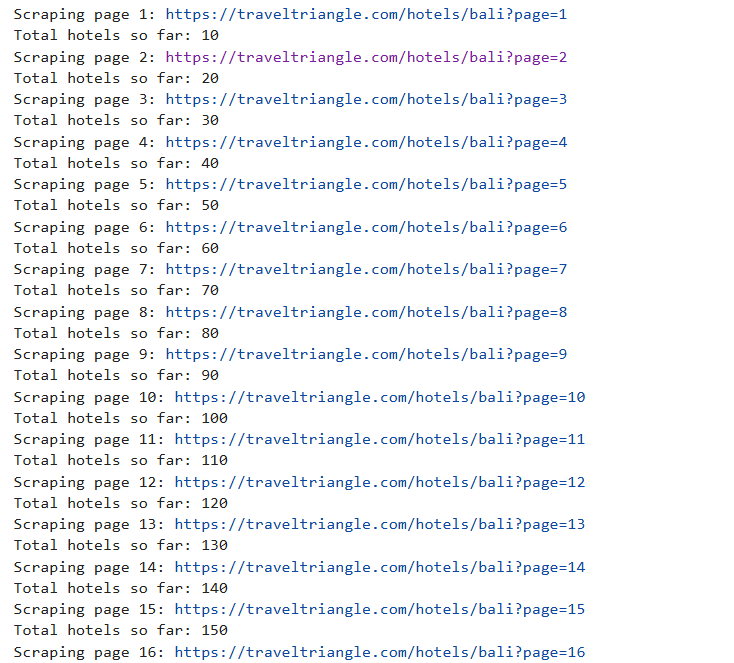 Scraping page 1: https://traveltriangle.com/hotels/bali?page=1
Total hotels so far: 10
Scraping page 2: https://traveltriangle.com/hotels/bali?page=2
Total hotels so far: 20
Scraping page 3: https://traveltriangle.com/hotels/bali?page=3
Total hotels so far: 30
Scraping page 4: https://traveltriangle.com/hotels/bali?page=4
Total hotels so far: 40
Scraping page 5: https://traveltriangle.com/hotels/bali?page=5
Total hotels so far: 50
Scraping page 6: https://traveltriangle.com/hotels/bali?page=6
Total hotels so far: 60
Scraping page 7: https://traveltriangle.com/hotels/bali?page=7
Total hotels so far: 70
Scraping page 8: https://traveltriangle.com/hotels/bali?page=8
Total hotels so far: 80
Scraping page 9: https://traveltriangle.com/hotels/bali?page=9
Total hotels so far: 90
Scraping page 10: https://traveltriangle.com/hotels/bali?page=10
Total hotels so far: 100
Scraping page 11: https://traveltriangle.com/hotels/bali?page=11
Total hotels so far: 110
Scraping page 12: https://traveltriangle.com/hotels/bali?page=12
Total hotels so far: 120
Scraping page 13: https://traveltriangle.com/hotels/bali?page=13
Total hotels so far: 130
Scraping page 14: https://traveltriangle.com/hotels/bali?page=14
Total hotels so far: 140
Scraping page 15: https://traveltriangle.com/hotels/bali?page=15
Total hotels so far: 150
Scraping page 16: https://traveltriangle.com/hotels/bali?page=16